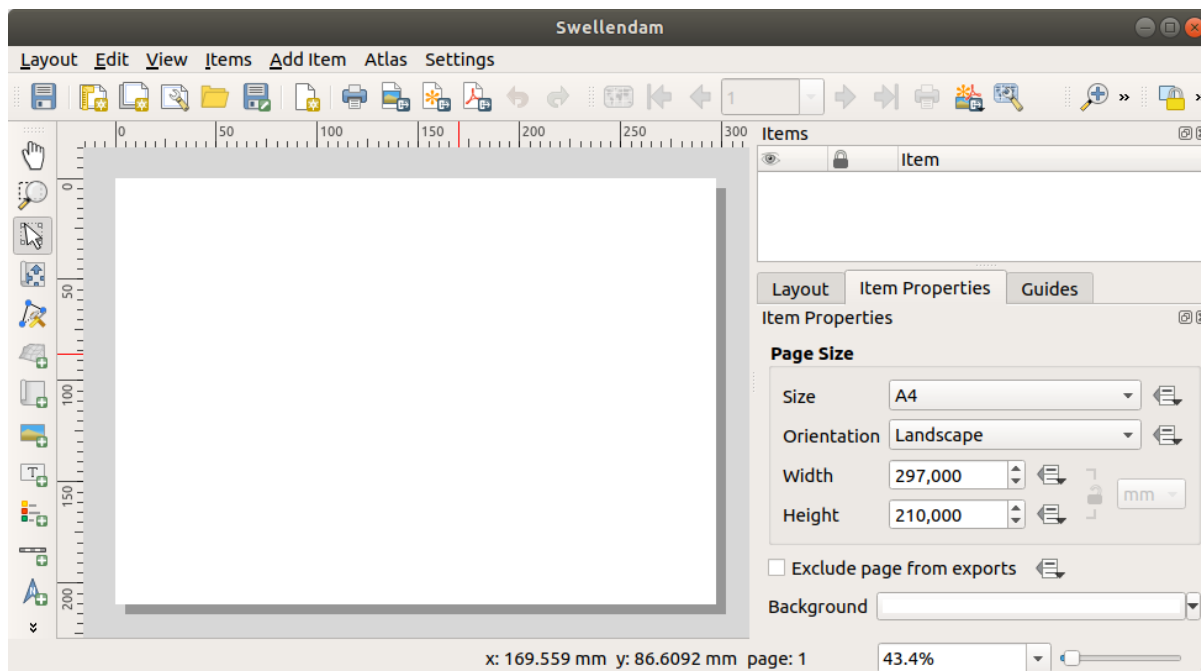 Swellendam
Layout Edit View Items Add Item Atlas Settings
1
»
»
0 50 100 150 200 250 300
0
50
100
150
200
Items
Item
Layout Item Properties Guides
Item Properties
Page Size
Size A4
Orientation Landscape
Width 297,000
mm
Height 210,000
Exclude page from exports
Background
x: 169.559 mm y: 86.6092 mm page: 1 43.4%